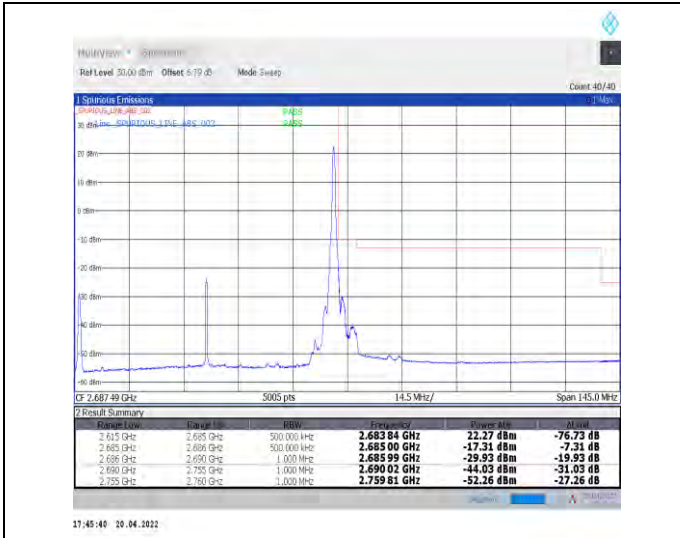 MultiView
Ref Level 30.00 dBm Offset 6.79 dB Mode Sweep
Count 40/40
1 Spurious Emissions
PASS
Line _SPURIOUS_LINE_ABS_002 PASS
20 dBm
10 dBm
0 dBm
-10 dBm
-20 dBm
-30 dBm
-40 dBm
-50 dBm
-60 dBm
CF 2.687 49 GHz 5005 pts 14.5 MHz/ Span 145.0 MHz
2 Result Summary
Range Low RBW Frequency Power Abs ΔLimit
2.615 GHz 2.685 GHz 500.000 kHz 2.683 84 GHz 22.27 dBm -76.73 dB
2.685 GHz 2.686 GHz 500.000 kHz 2.685 00 GHz -17.31 dBm -7.31 dB
2.686 GHz 2.690 GHz 1.000 MHz 2.685 99 GHz -29.93 dBm -19.93 dB
2.690 GHz 2.755 GHz 1.000 MHz 2.690 02 GHz -44.03 dBm -31.03 dB
2.755 GHz 2.760 GHz 1.000 MHz 2.759 81 GHz -52.26 dBm -27.26 dB
17:45:40 20.04.2022